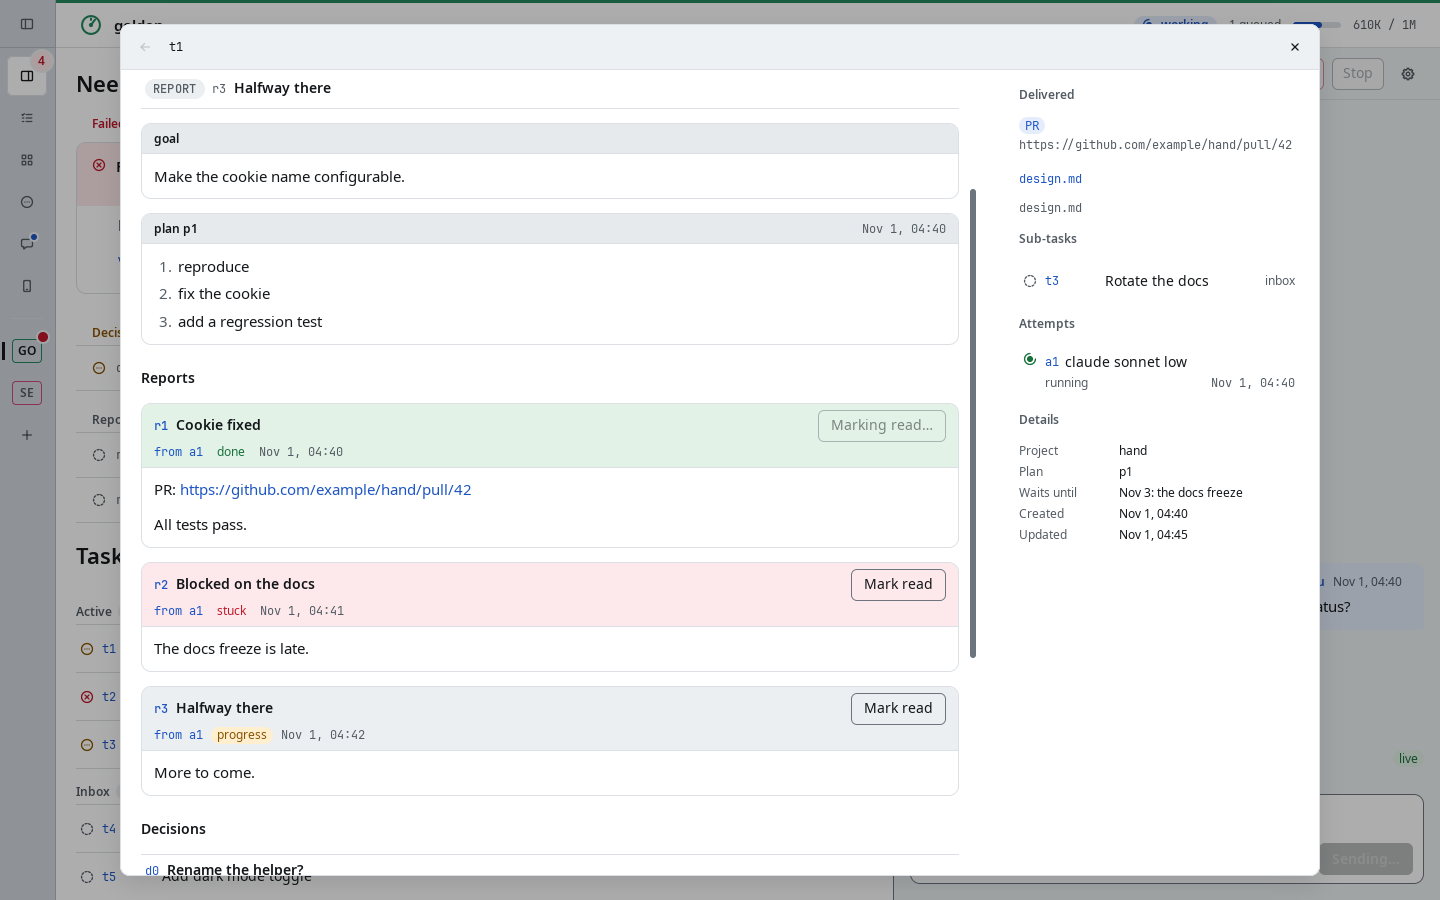 golden
working
1 queued
610K / 1M
4
t1
Stop
REPORT r3 Halfway there
goal
Make the cookie name configurable.
plan p1
Nov 1, 04:40
1. reproduce
2. fix the cookie
3. add a regression test
Reports
r1 Cookie fixed
Marking read…
from a1 done Nov 1, 04:40
PR: https://github.com/example/hand/pull/42
All tests pass.
r2 Blocked on the docs
Mark read
from a1 stuck Nov 1, 04:41
The docs freeze is late.
r3 Halfway there
Mark read
from a1 progress Nov 1, 04:42
More to come.
Decisions
d0 Rename the helper?
Delivered
PR
https://github.com/example/hand/pull/42
design.md
design.md
Sub-tasks
t3 Rotate the docs inbox
Attempts
a1 claude sonnet low
running Nov 1, 04:40
Details
Project hand
Plan p1
Waits until Nov 3: the docs freeze
Created Nov 1, 04:40
Updated Nov 1, 04:45
GO
SE
Active
t1
t2
t3
Inbox
t4
t5 Add dark mode toggle
Nov 1, 04:40
live
Sending…